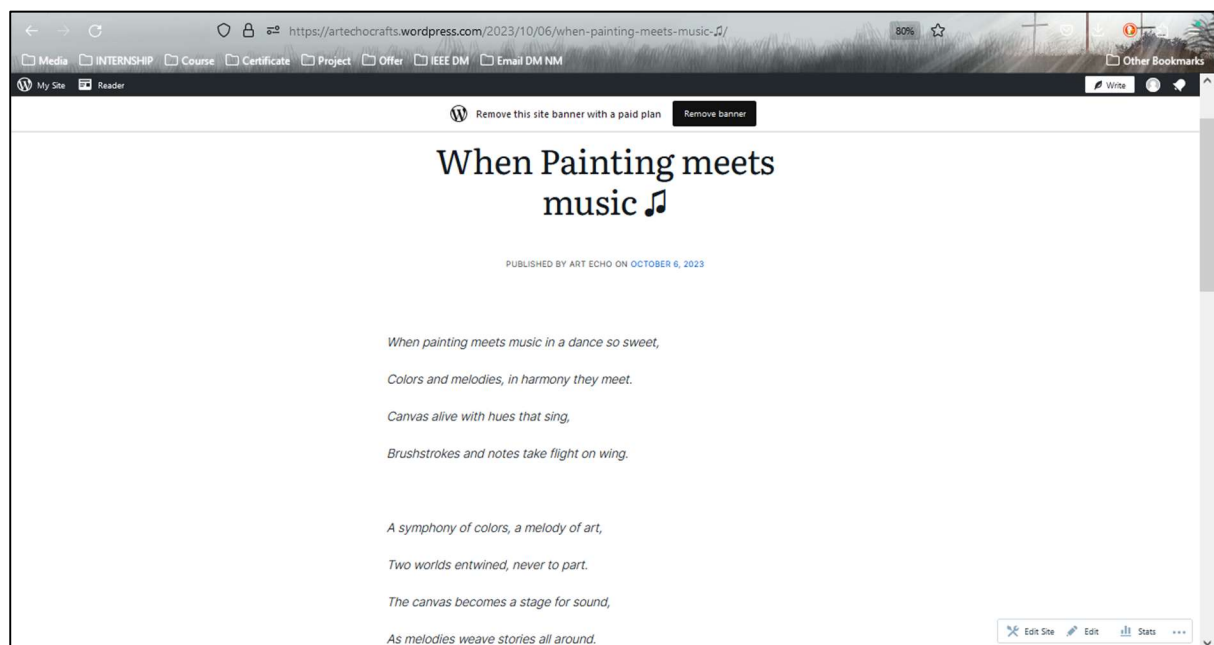 https://artechocrafts.wordpress.com/2023/10/06/when-painting-meets-music-♫/
80%
Media INTERNSHIP Course Certificate Project Offer IEEE DM Email DM NM Other Bookmarks
My Site Reader Write
Remove this site banner with a paid plan Remove banner
When Painting meets
music ♫
PUBLISHED BY ART ECHO ON OCTOBER 6, 2023
When painting meets music in a dance so sweet,
Colors and melodies, in harmony they meet.
Canvas alive with hues that sing,
Brushstrokes and notes take flight on wing.
A symphony of colors, a melody of art,
Two worlds entwined, never to part.
The canvas becomes a stage for sound,
As melodies weave stories all around.
Edit Site Edit Stats